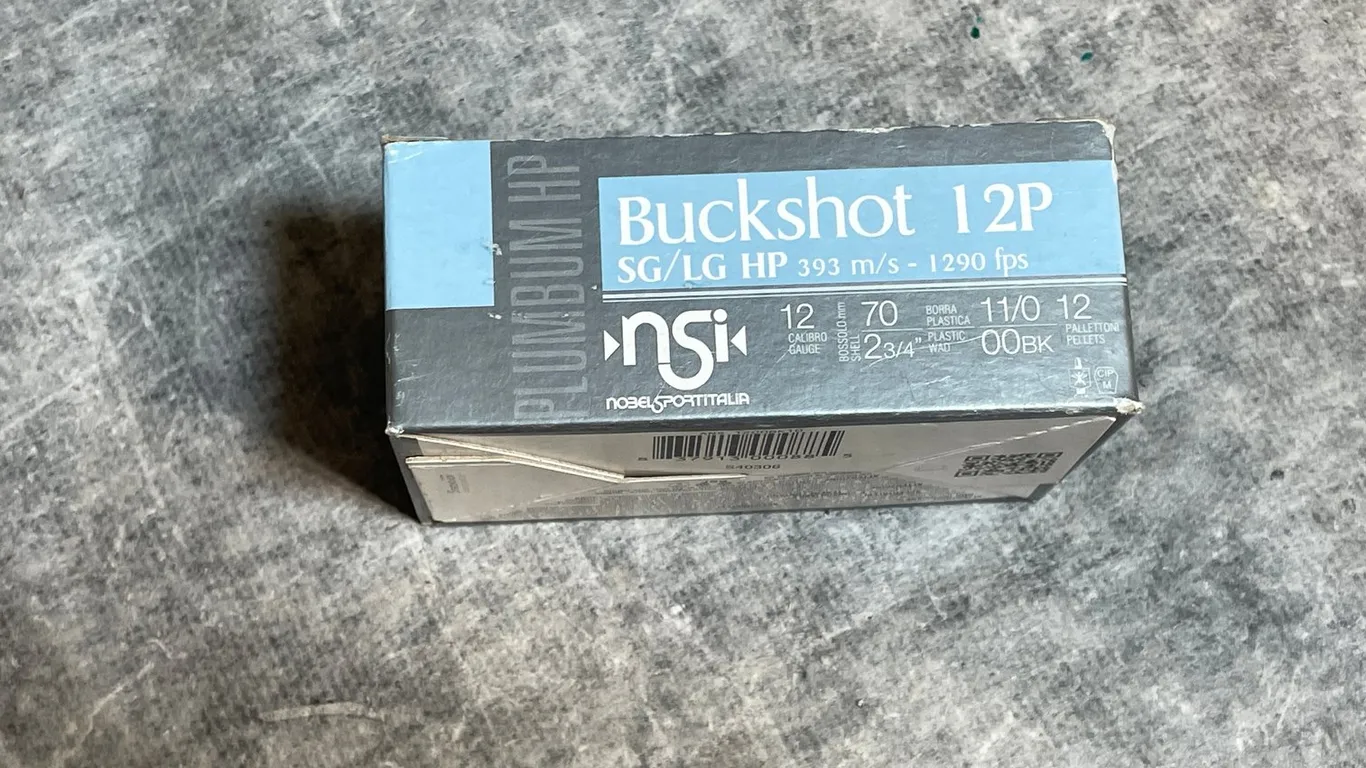 PLUMBUM HP
Buckshot 12P
SG/LG HP 393 m/s - 1290 fps
nsi
NOBELSPORTITALIA
12
CALIBRO
GAUGE
BOSSOLO mm
SHELL
70
2 3/4"
BORRA
PLASTICA
PLASTIC
WAD
11/0
00BK
12
PALLETTONI
PELLETS
CIP
M
S40306